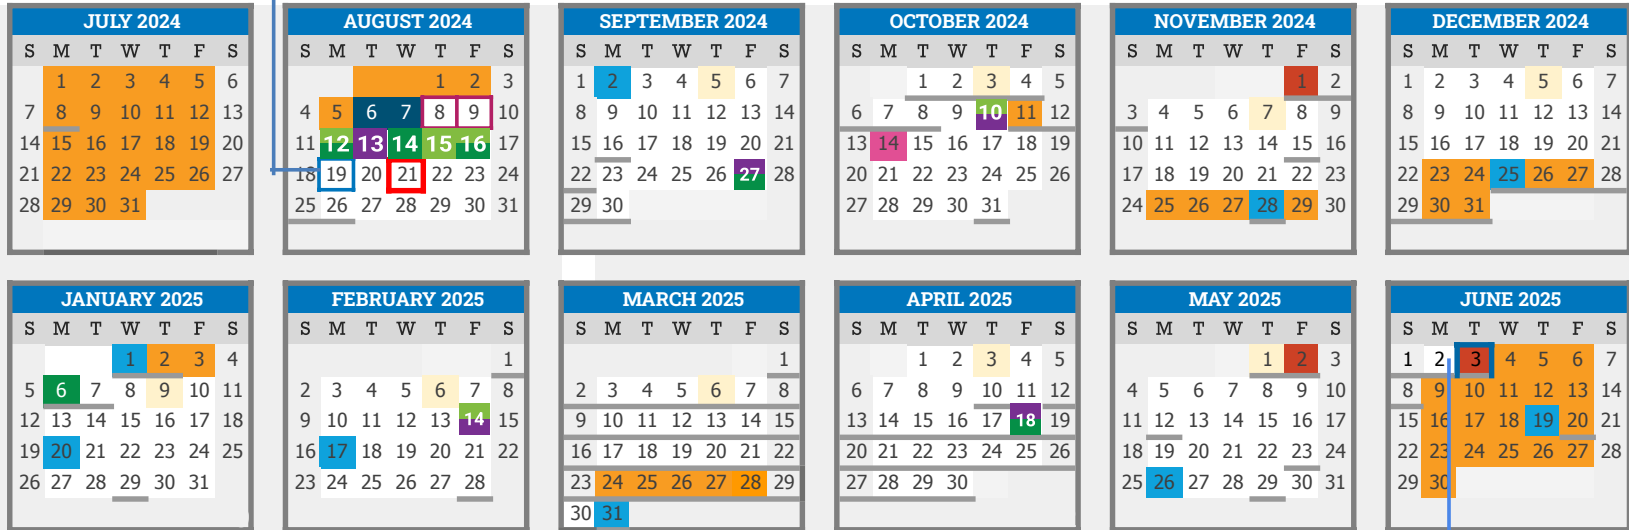 JULY 2024
S M T W T F S
1 2 3 4 5 6
7 8 9 10 11 12 13
14 15 16 17 18 19 20
21 22 23 24 25 26 27
28 29 30 31
AUGUST 2024
S M T W T F S
1 2 3
4 5 6 7 8 9 10
11 12 13 14 15 16 17
18 19 20 21 22 23 24
25 26 27 28 29 30 31
SEPTEMBER 2024
S M T W T F S
1 2 3 4 5 6 7
8 9 10 11 12 13 14
15 16 17 18 19 20 21
22 23 24 25 26 27 28
29 30
OCTOBER 2024
S M T W T F S
1 2 3 4 5
6 7 8 9 10 11 12
13 14 15 16 17 18 19
20 21 22 23 24 25 26
27 28 29 30 31
NOVEMBER 2024
S M T W T F S
1 2
3 4 5 6 7 8 9
10 11 12 13 14 15 16
17 18 19 20 21 22 23
24 25 26 27 28 29 30
DECEMBER 2024
S M T W T F S
1 2 3 4 5 6 7
8 9 10 11 12 13 14
15 16 17 18 19 20 21
22 23 24 25 26 27 28
29 30 31
JANUARY 2025
S M T W T F S
1 2 3 4
5 6 7 8 9 10 11
12 13 14 15 16 17 18
19 20 21 22 23 24 25
26 27 28 29 30 31
FEBRUARY 2025
S M T W T F S
1
2 3 4 5 6 7 8
9 10 11 12 13 14 15
16 17 18 19 20 21 22
23 24 25 26 27 28
MARCH 2025
S M T W T F S
1
2 3 4 5 6 7 8
9 10 11 12 13 14 15
16 17 18 19 20 21 22
23 24 25 26 27 28 29
30 31
APRIL 2025
S M T W T F S
1 2 3 4 5
6 7 8 9 10 11 12
13 14 15 16 17 18 19
20 21 22 23 24 25 26
27 28 29 30
MAY 2025
S M T W T F S
1 2 3
4 5 6 7 8 9 10
11 12 13 14 15 16 17
18 19 20 21 22 23 24
25 26 27 28 29 30 31
JUNE 2025
S M T W T F S
1 2 3 4 5 6 7
8 9 10 11 12 13 14
15 16 17 18 19 20 21
22 23 24 25 26 27 28
29 30